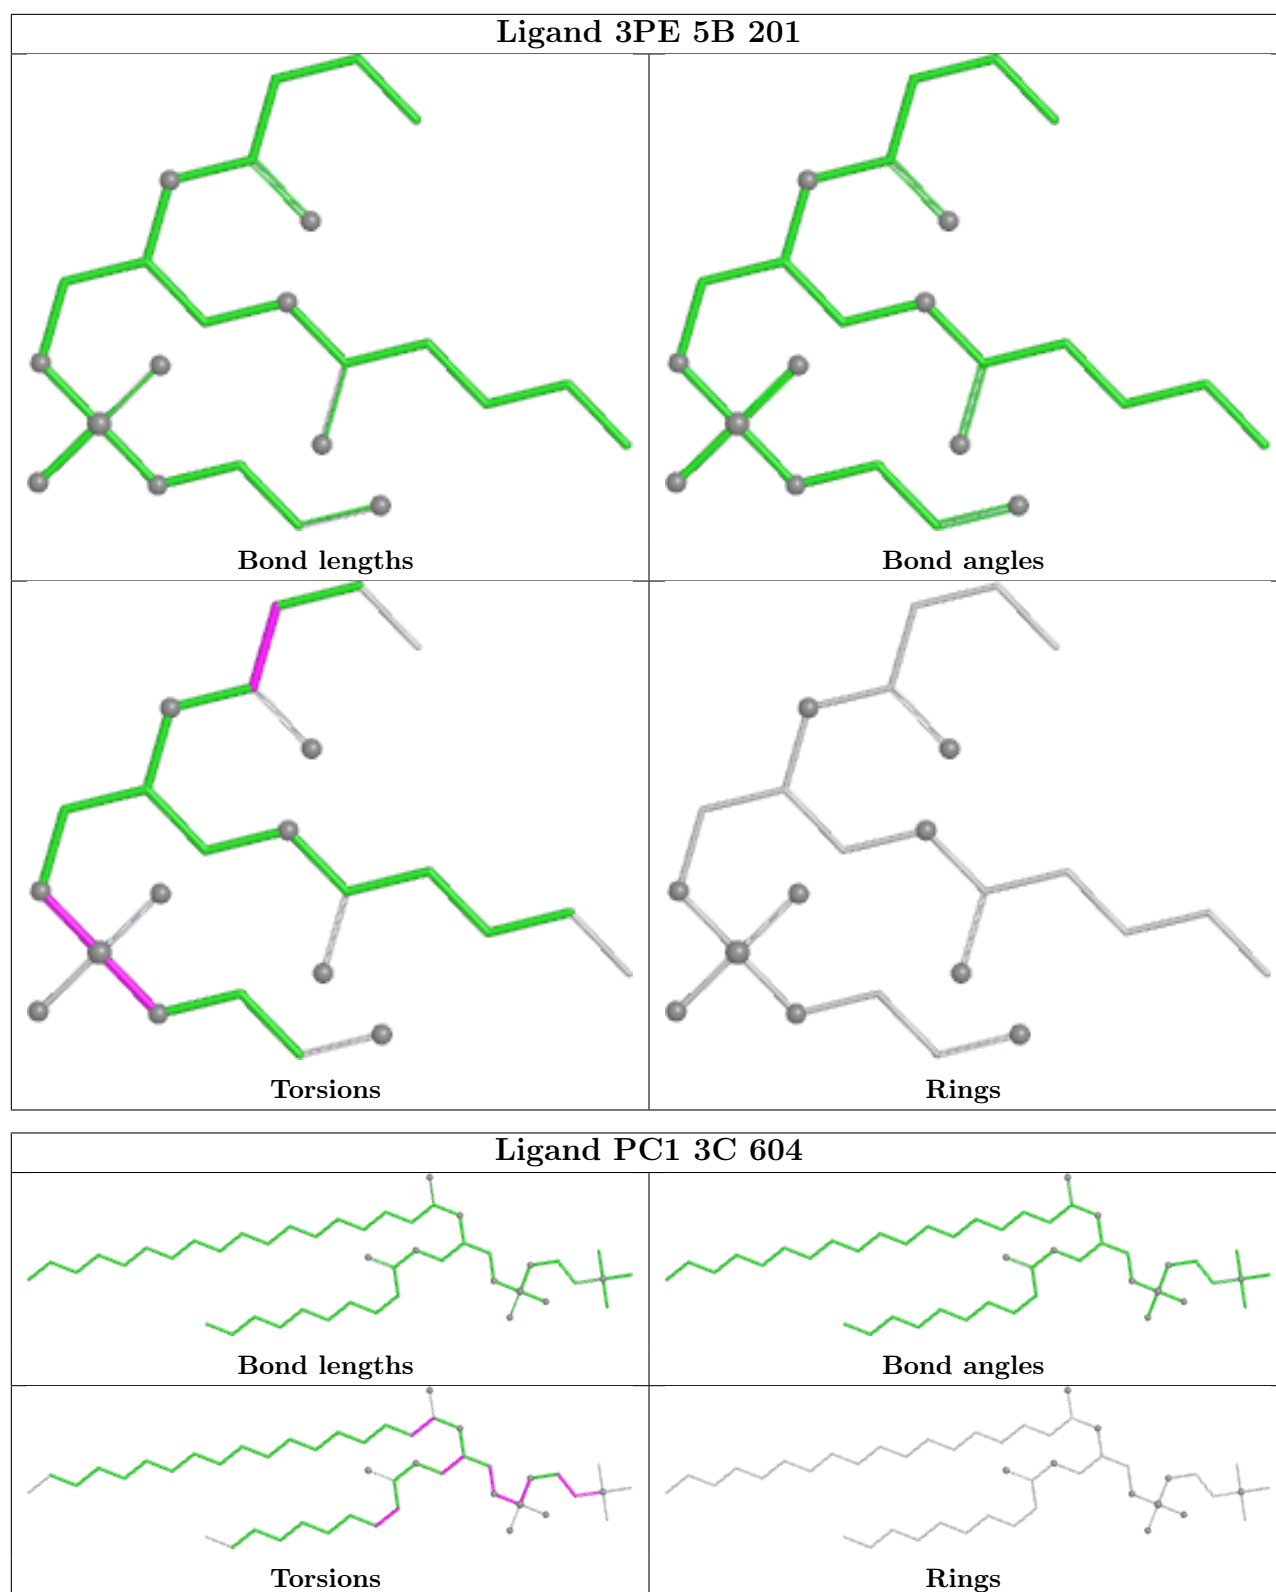 Ligand 3PE 5B 201
Bond lengths
Bond angles
Torsions
Rings
Ligand PC1 3C 604
Bond lengths
Bond angles
Torsions
Rings